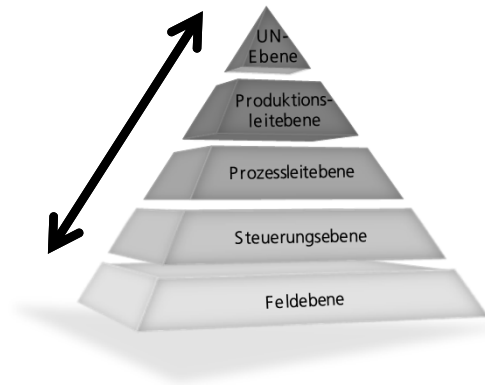 UN-
Ebene
Produktions-
leitebene
Prozessleitebene
Steuerungsebene
Feldebene